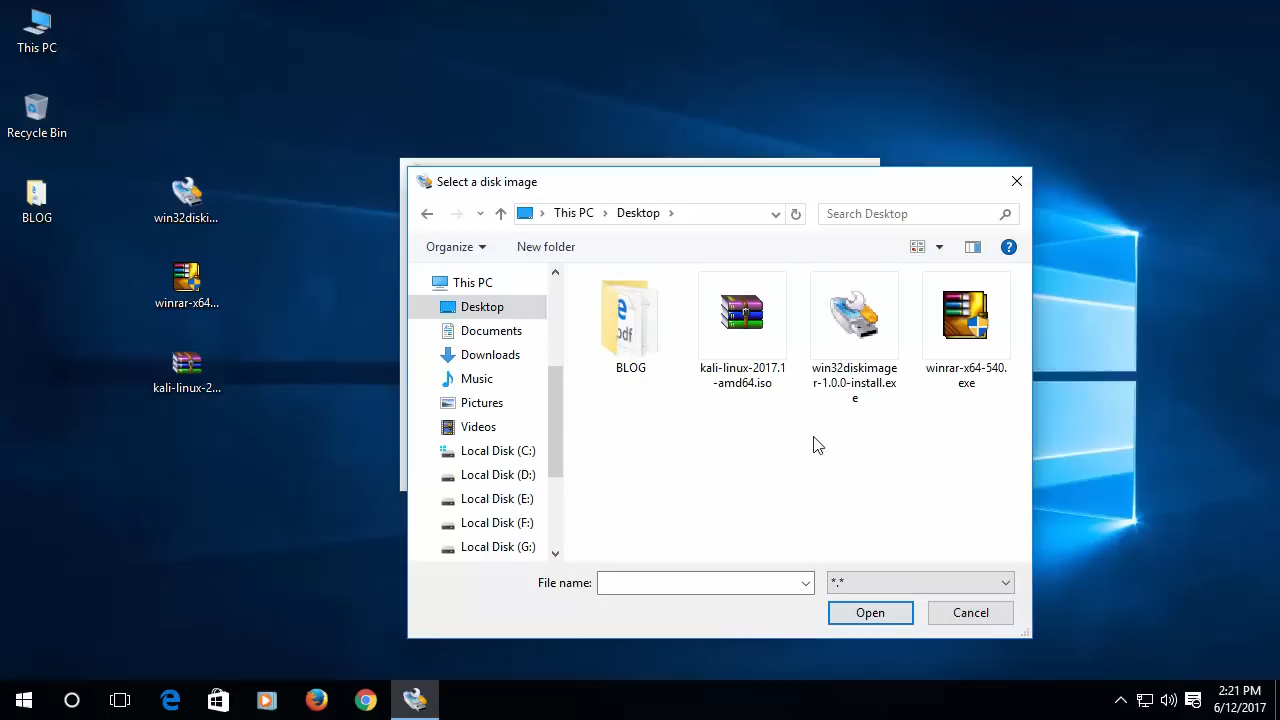 This PC
Recycle Bin
BLOG
win32diski...
winrar-x64...
kali-linux-2...
Select a disk image
This PC
Desktop
Search Desktop
Organize
New folder
This PC
Desktop
Documents
Downloads
Music
Pictures
Videos
Local Disk (C:)
Local Disk (D:)
Local Disk (E:)
Local Disk (F:)
Local Disk (G:)
pdf
BLOG
kali-linux-2017.1
-amd64.iso
win32diskimage
r-1.0.0-install.ex
e
winrar-x64-540.
exe
File name:
*.*
Open
Cancel
2:21 PM
6/12/2017